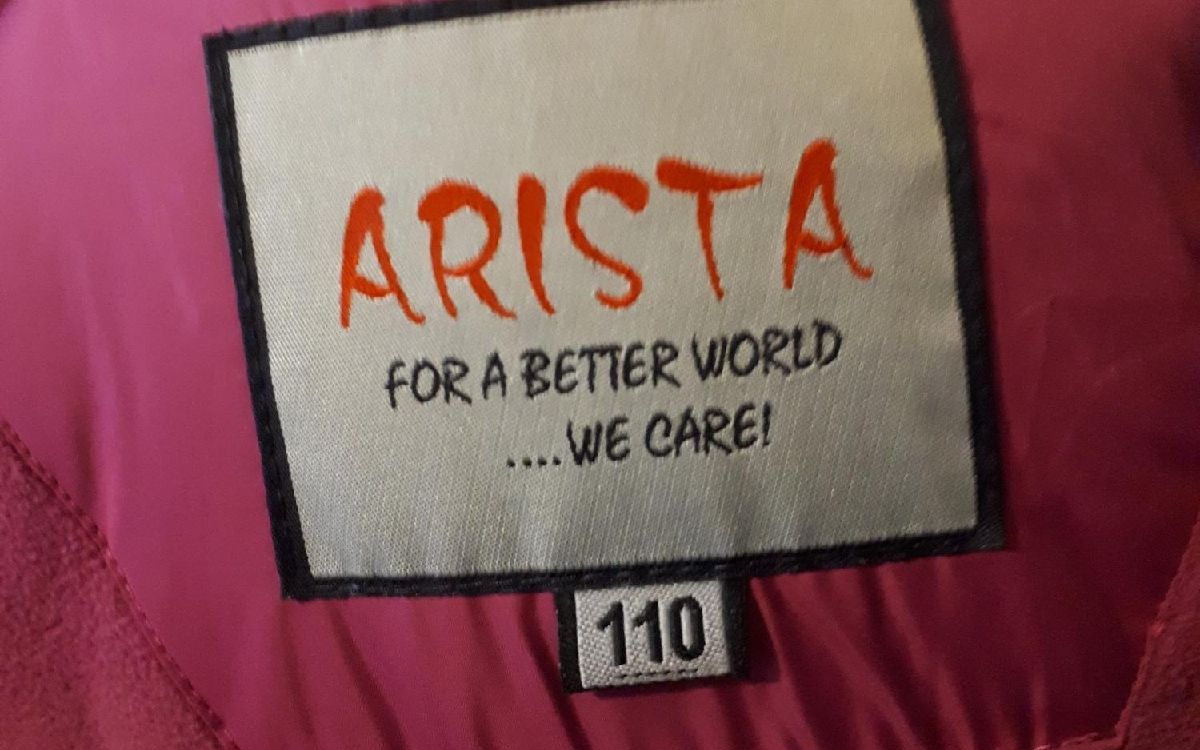 ARISTA
FOR A BETTER WORLD
....WE CARE!
110